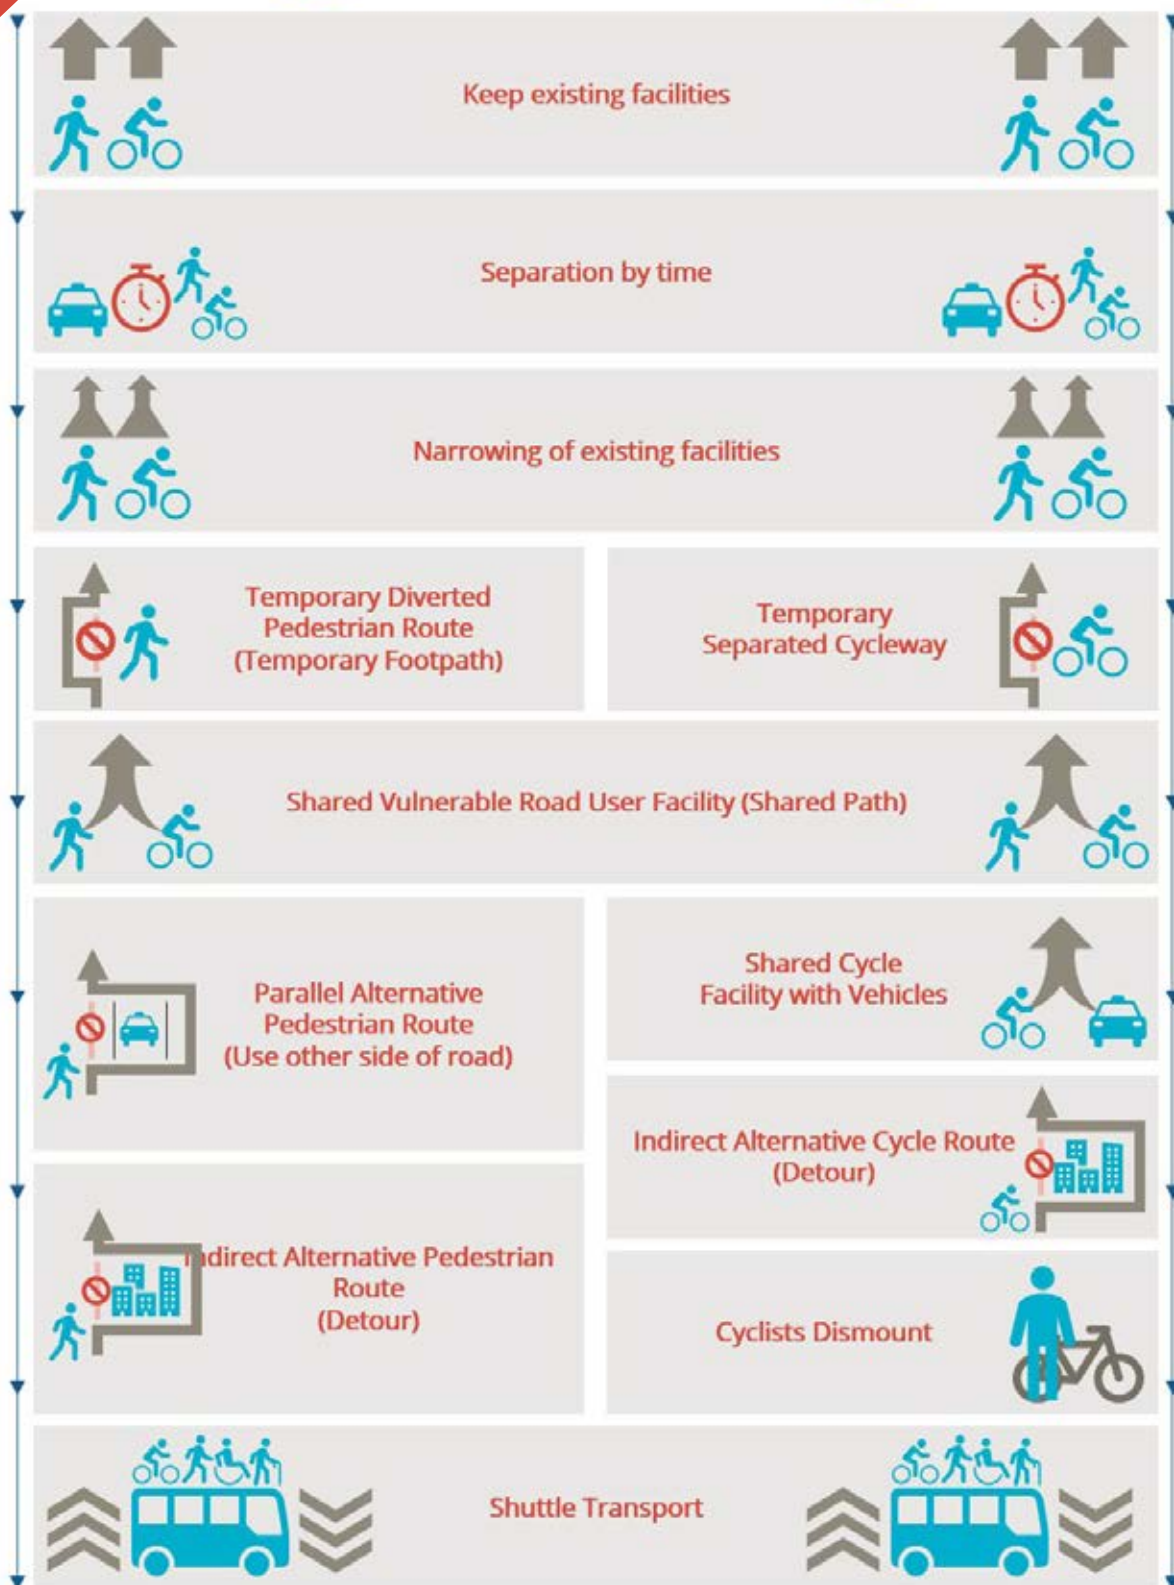 Keep existing facilities
Separation by time
Narrowing of existing facilities
Temporary Diverted
Pedestrian Route
(Temporary Footpath)
Temporary
Separated Cycleway
Shared Vulnerable Road User Facility (Shared Path)
Parallel Alternative
Pedestrian Route
(Use other side of road)
Shared Cycle
Facility with Vehicles
Indirect Alternative Cycle Route
(Detour)
Indirect Alternative Pedestrian
Route
(Detour)
Cyclists Dismount
Shuttle Transport